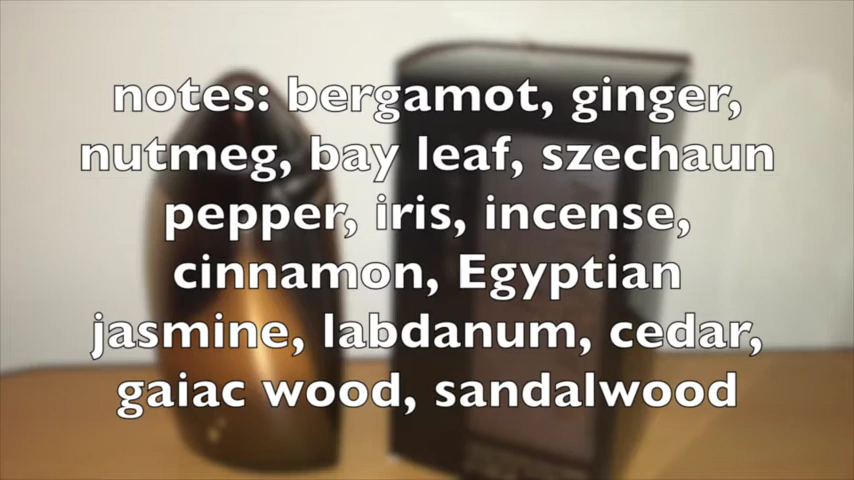 notes: bergamot, ginger,
nutmeg, bay leaf, szechaun
pepper, iris, incense,
cinnamon, Egyptian
jasmine, labdanum, cedar,
gaiac wood, sandalwood